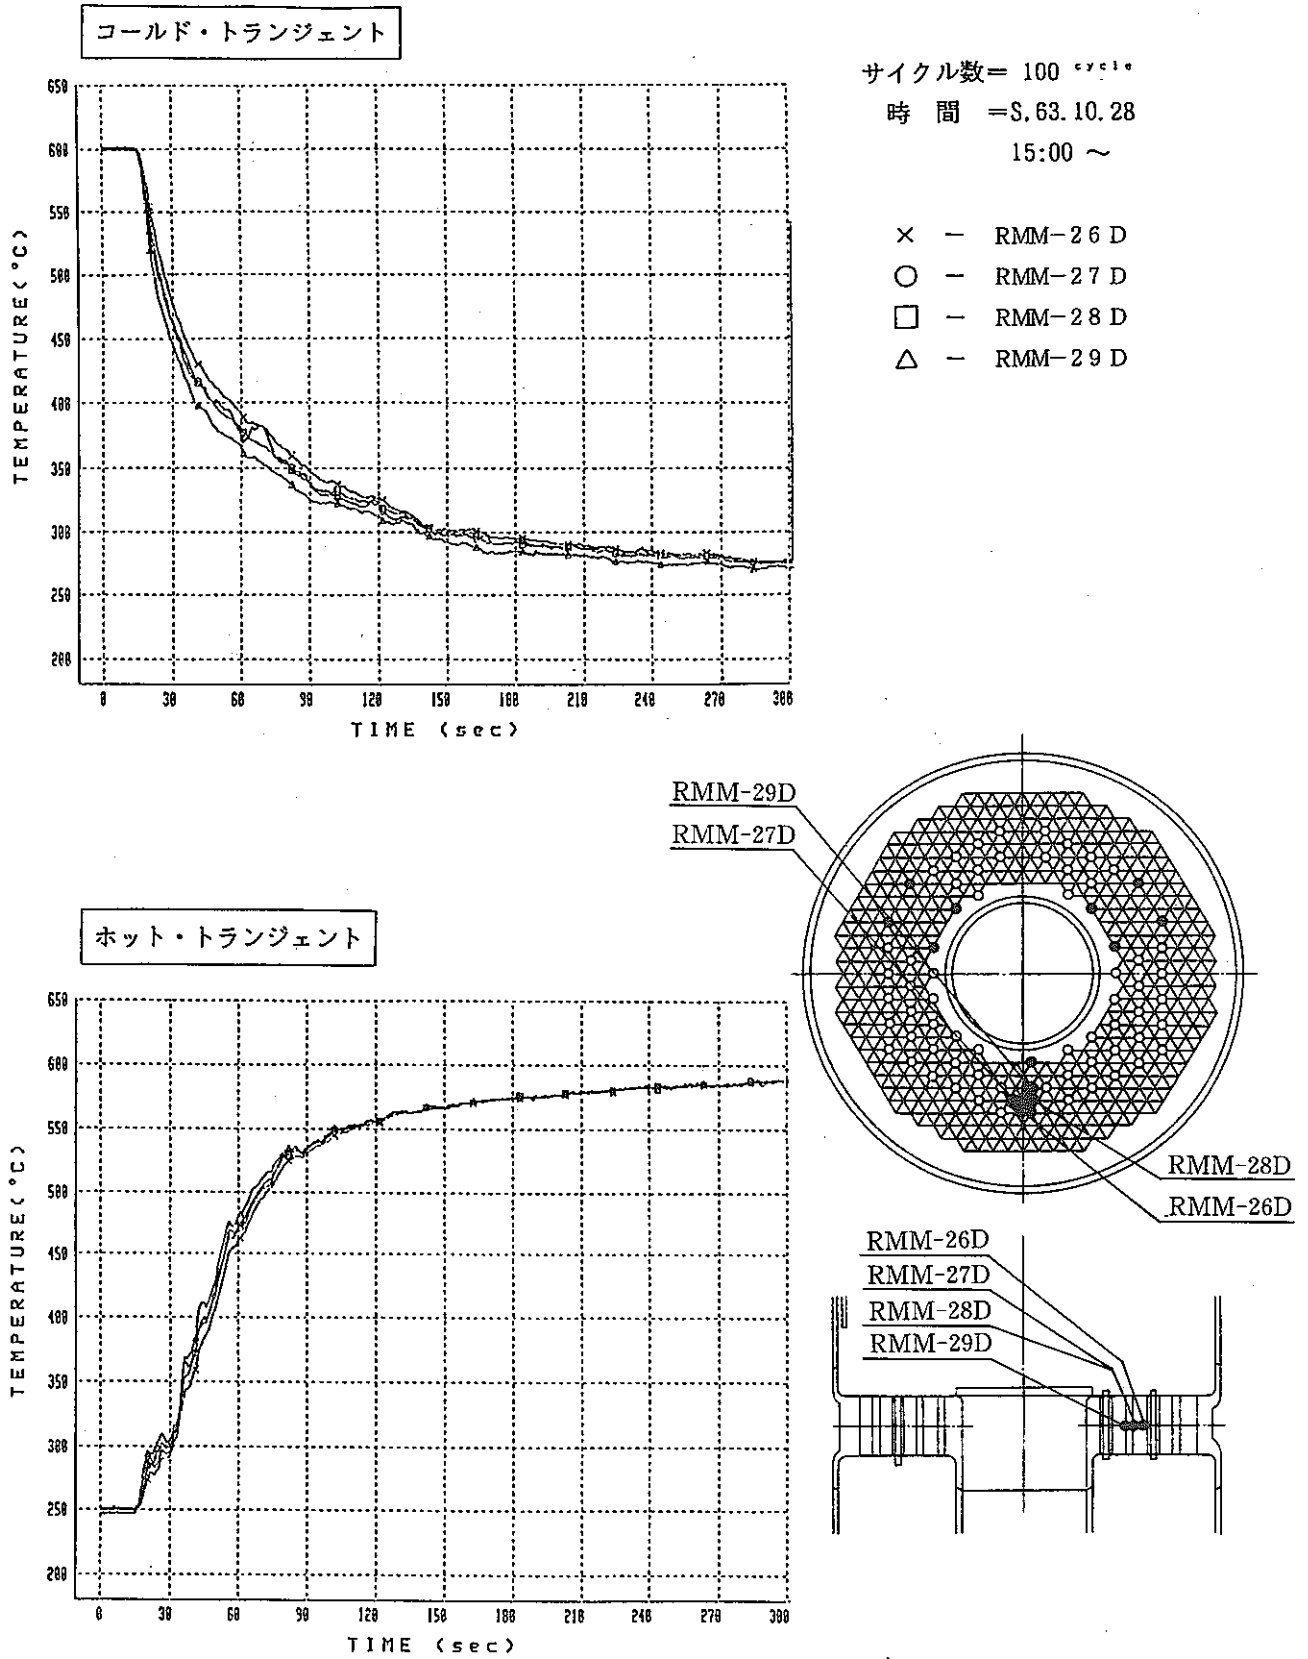 コールド・トランジェント
サイクル数= 100 cycle
時 間 =S.63.10.28
15:00 ~
× - RMM-26D
○ - RMM-27D
□ - RMM-28D
△ - RMM-29D
TEMPERATURE(°C)
650
600
550
500
450
400
350
300
250
200
0 30 60 90 120 150 180 210 240 270 300
TIME (sec)
RMM-29D
RMM-27D
RMM-28D
RMM-26D
ホット・トランジェント
TEMPERATURE(°C)
650
600
550
500
450
400
350
300
250
200
0 30 60 90 120 150 180 210 240 270 300
TIME (sec)
RMM-26D
RMM-27D
RMM-28D
RMM-29D